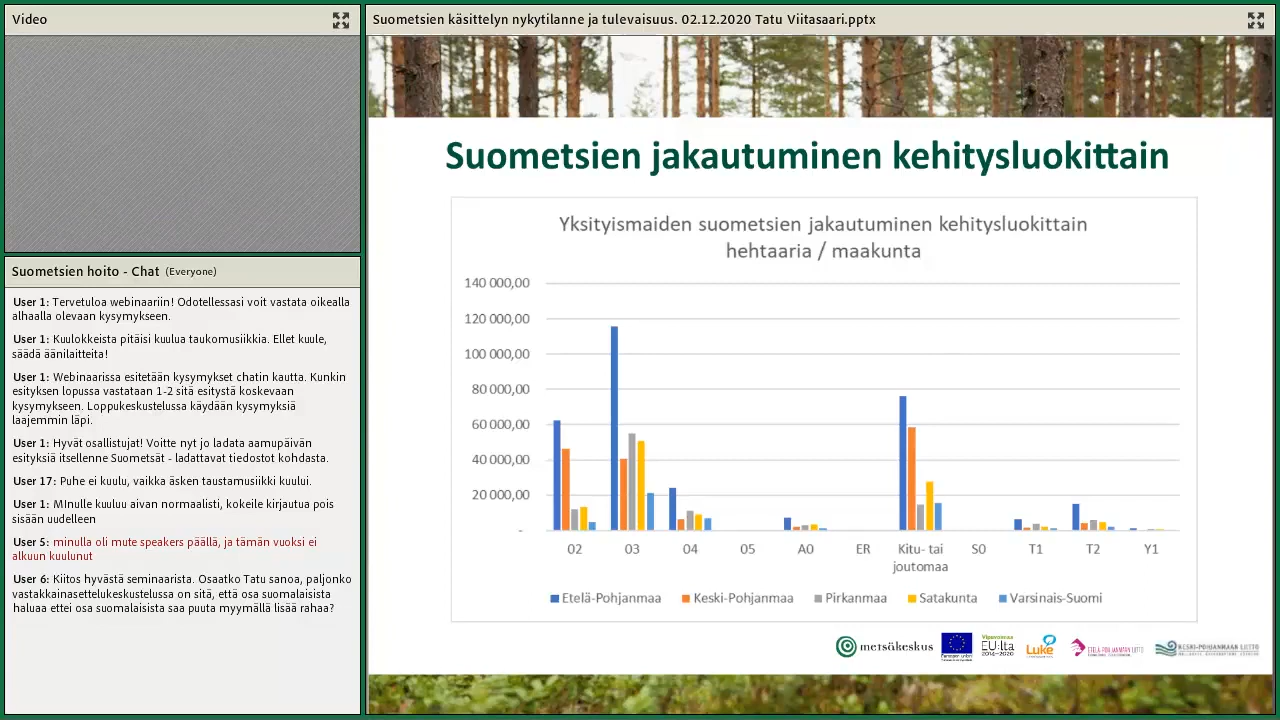 Video
Suometsien käsittelyn nykytilanne ja tulevaisuus. 02.12.2020 Tatu Viitasaari.pptx
Suometsien hoito - Chat (Everyone)
User 1: Tervetuloa webinaariin! Odotellessasi voit vastata oikealla
alhaalla olevaan kysymykseen.
User 1: Kuulokkeista pitäisi kuulua taukomusiikkia. Ellet kuule,
säädä äänilaitteita!
User 1: Webinaarissa esitetään kysymykset chatin kautta. Kunkin
esityksen lopussa vastataan 1-2 sitä esitystä koskevaan
kysymykseen. Loppukeskustelussa käydään kysymyksiä
laajemmin läpi.
User 1: Hyvät osallistujat! Voitte nyt jo ladata aamupäivän
esityksiä itsellenne Suometsät - ladattavat tiedostot kohdasta.
User 17: Puhe ei kuulu, vaikka äsken taustamusiikki kuului.
User 1: MInulle kuuluu aivan normaalisti, kokeile kirjautua pois
sisään uudelleen
User 5: minulla oli mute speakers päällä, ja tämän vuoksi ei
alkuun kuulunut
User 6: Kiitos hyvästä seminaarista. Osaatko Tatu sanoa, paljonko
vastakkainasettelukeskustelussa on sitä, että osa suomalaisista
haluaa ettei osa suomalaisista saa puuta myymällä lisää rahaa?
Suometsien jakautuminen kehitysluokittain
Yksityismaiden suometsien jakautuminen kehitysluokittain
hehtaaria / maakunta
140 000,00
120 000,00
100 000,00
80 000,00
60 000,00
40 000,00
20 000,00
-
02 03 04 05 A0 ER Kitu- tai S0 T1 T2 Y1
joutomaa
Etelä-Pohjanmaa Keski-Pohjanmaa Pirkanmaa Satakunta Varsinais-Suomi
metsäkeskus
Vipuvoimaa
EU:lta
2014–2020
Luke
KESKI-POHJANMAAN LIITTO